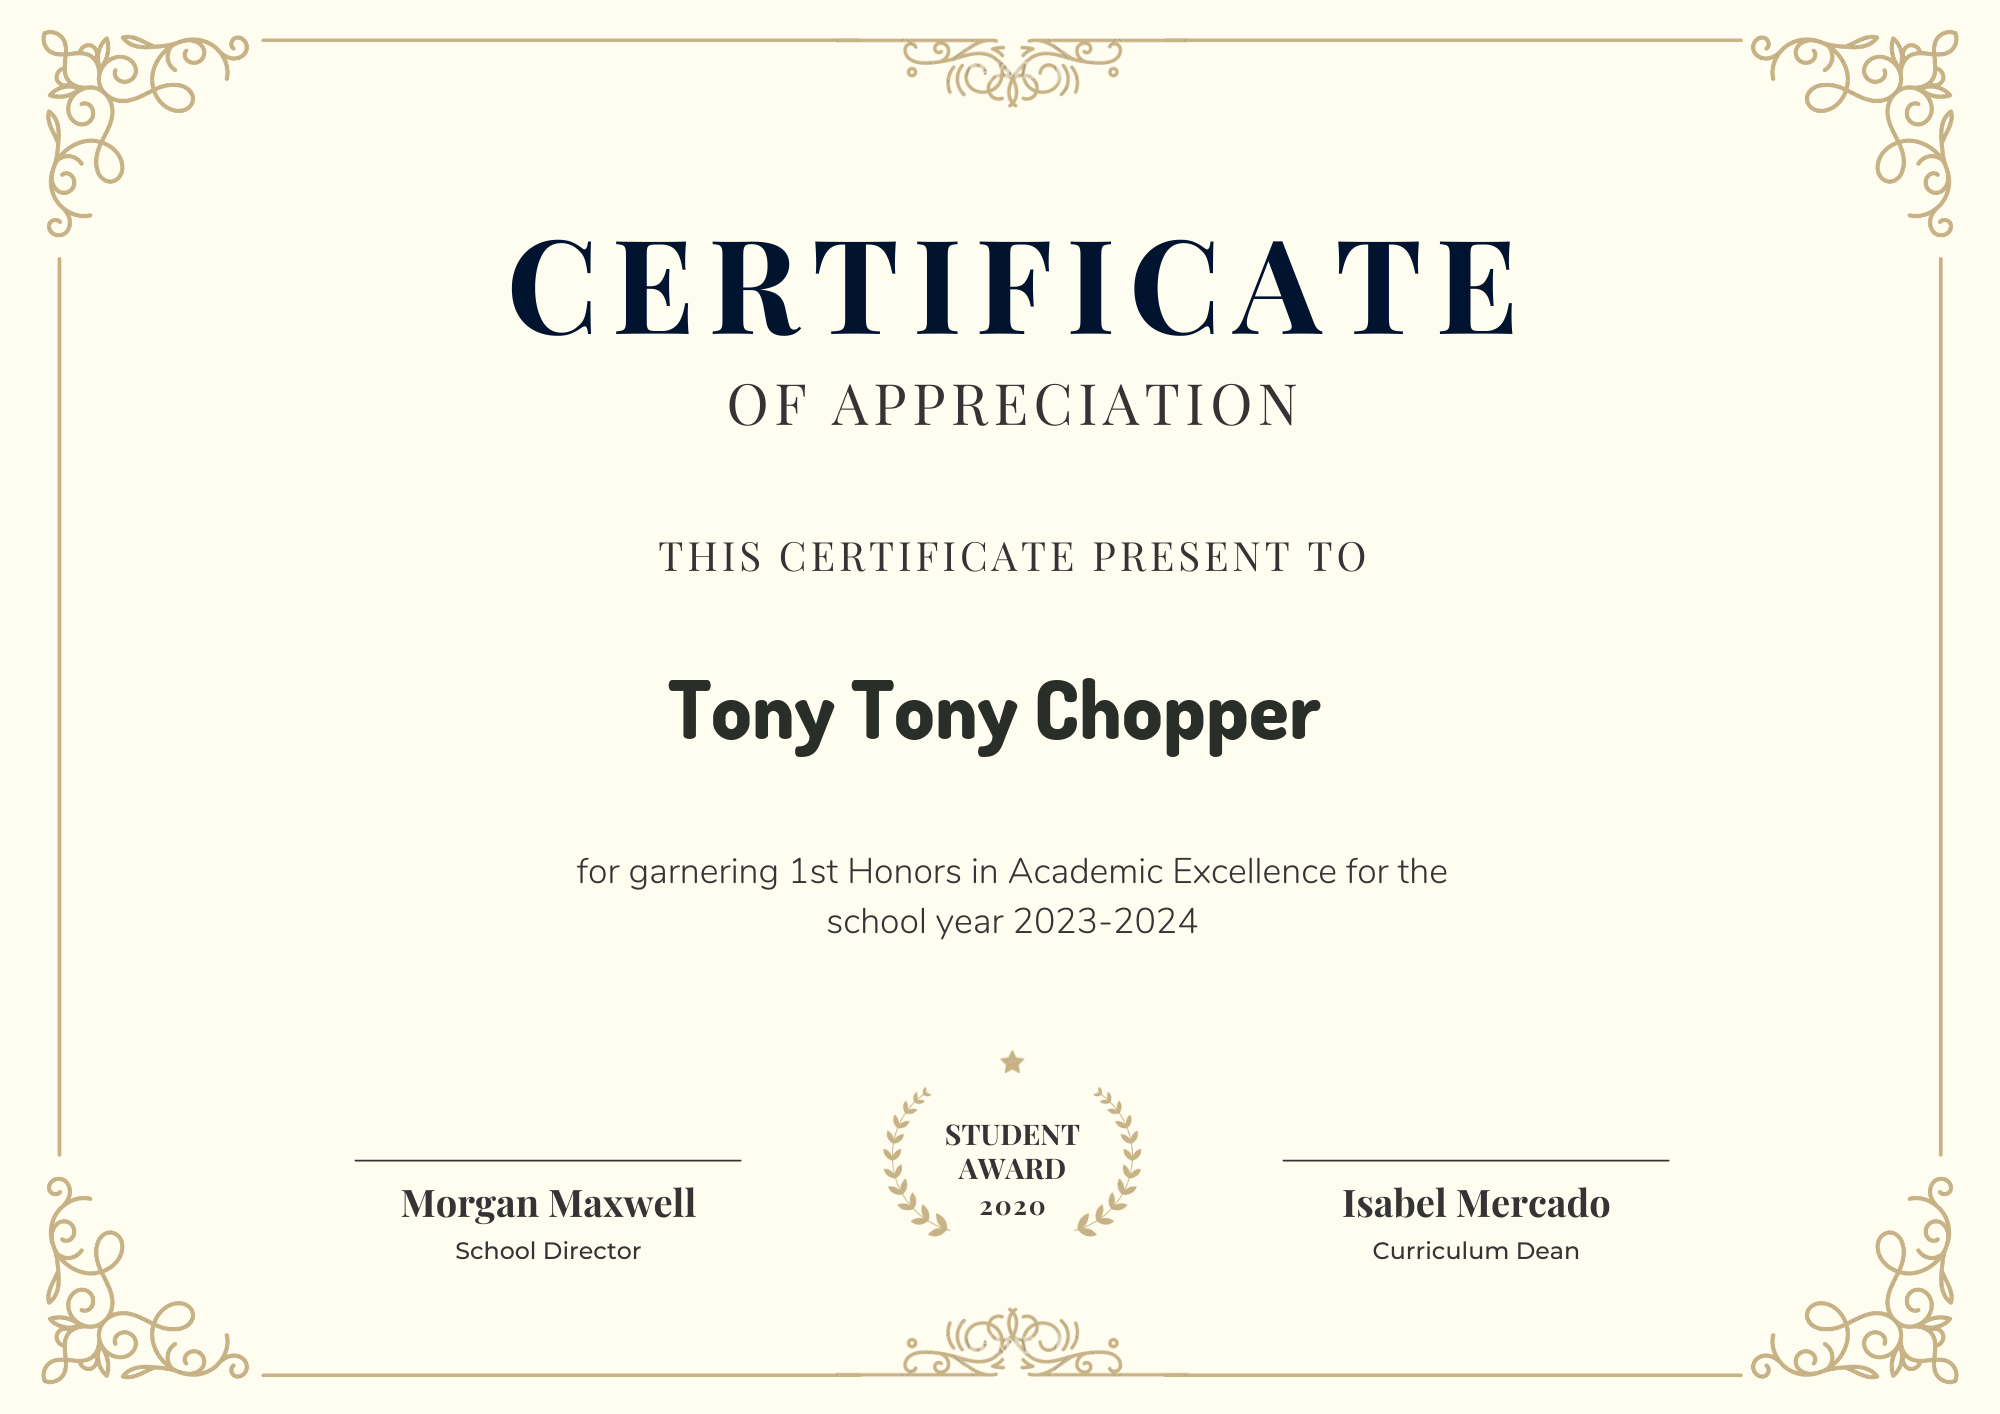 CERTIFICATE
OF APPRECIATION
THIS CERTIFICATE PRESENT TO
Tony Tony Chopper
for garnering 1st Honors in Academic Excellence for the
school year 2023-2024
STUDENT
AWARD
2020
Morgan Maxwell
School Director
Isabel Mercado
Curriculum Dean